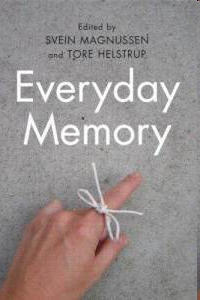 Edited by
SVEIN MAGNUSSEN
and TORE HELSTRUP
Everyday
Memory